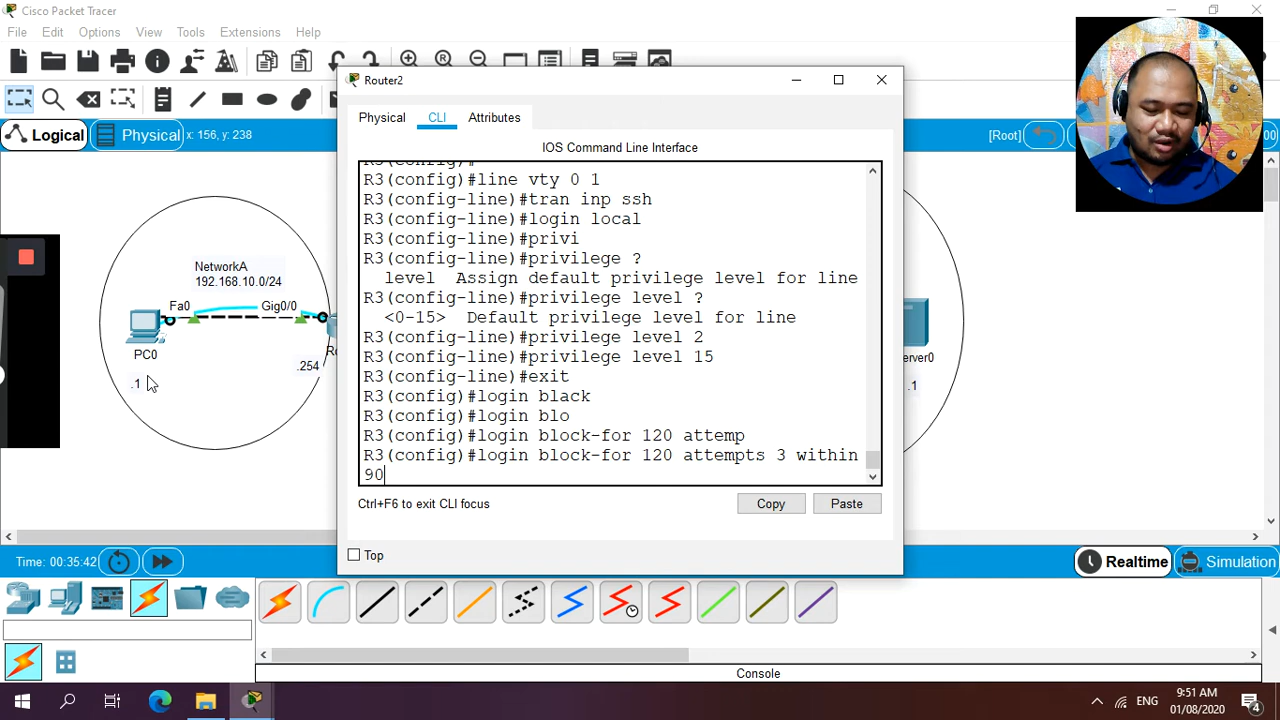 Cisco Packet Tracer
File Edit Options View Tools Extensions Help
Logical
Physical
x: 156, y: 238
[Root]
Router2
Physical CLI Attributes
IOS Command Line Interface
R3(config)#
R3(config)#line vty 0 1
R3(config-line)#tran inp ssh
R3(config-line)#login local
R3(config-line)#privi
R3(config-line)#privilege ?
level Assign default privilege level for line
R3(config-line)#privilege level ?
<0-15> Default privilege level for line
R3(config-line)#privilege level 2
R3(config-line)#privilege level 15
R3(config-line)#exit
R3(config)#login black
R3(config)#login blo
R3(config)#login block-for 120 attemp
R3(config)#login block-for 120 attempts 3 within
90
Ctrl+F6 to exit CLI focus
Copy
Paste
Top
NetworkA
192.168.10.0/24
Fa0
Gig0/0
PC0
.1
.254
erver0
.1
Time: 00:35:42
Realtime
Simulation
Console
ENG
9:51 AM
01/08/2020
4